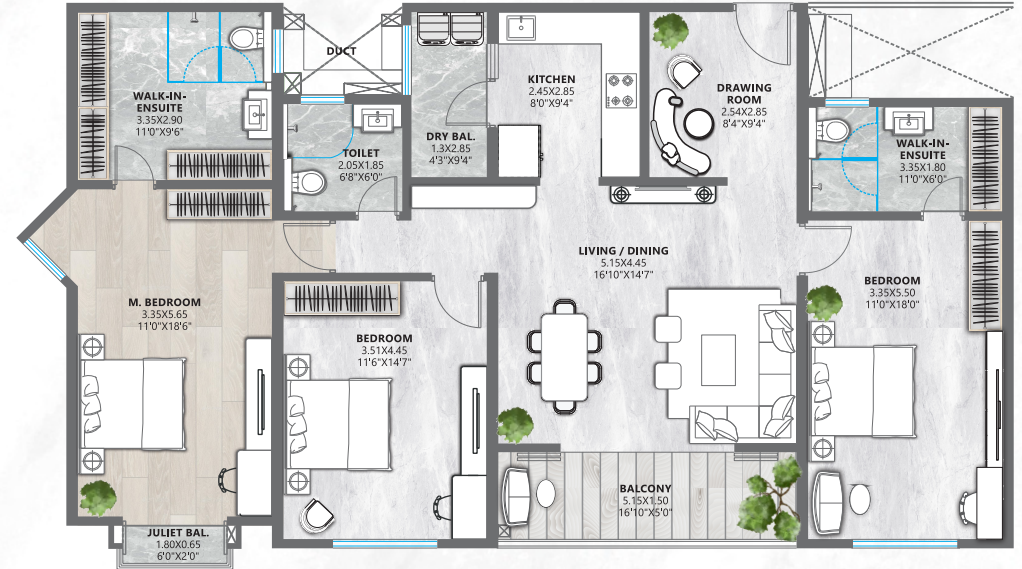 DUCT
WALK-IN-
ENSUITE
3.35X2.90
11'0"X9'6"
TOILET
2.05X1.85
6'8"X6'0"
DRY BAL.
1.3X2.85
4'3"X9'4"
KITCHEN
2.45X2.85
8'0"X9'4"
DRAWING
ROOM
2.54X2.85
8'4"X9'4"
WALK-IN-
ENSUITE
3.35X1.80
11'0"X6'0"
LIVING / DINING
5.15X4.45
16'10"X14'7"
M. BEDROOM
3.35X5.65
11'0"X18'6"
BEDROOM
3.51X4.45
11'6"X14'7"
BEDROOM
3.35X5.50
11'0"X18'0"
BALCONY
5.15X1.50
16'10"X5'0"
JULIET BAL.
1.80X0.65
6'0"X2'0"